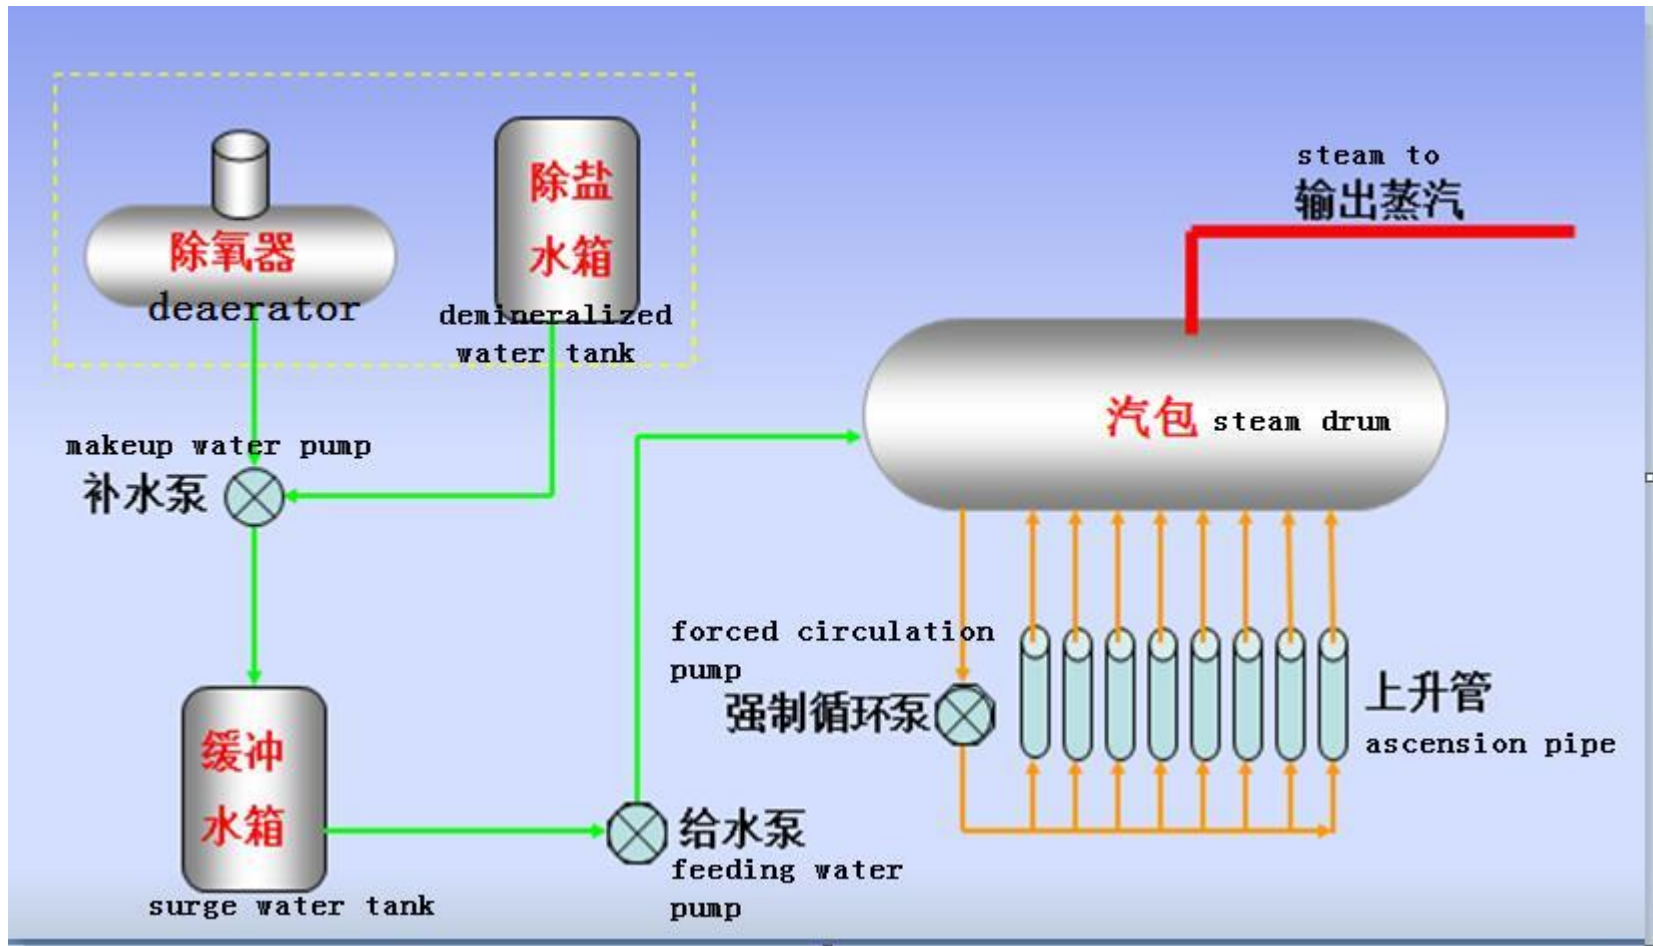 除氧器
deaerator
除盐
水箱
demineralized
water tank
steam to
输出蒸汽
汽包 steam drum
makeup water pump
补水泵
forced circulation
pump
强制循环泵
上升管
ascension pipe
缓冲
水箱
surge water tank
给水泵
feeding water
pump